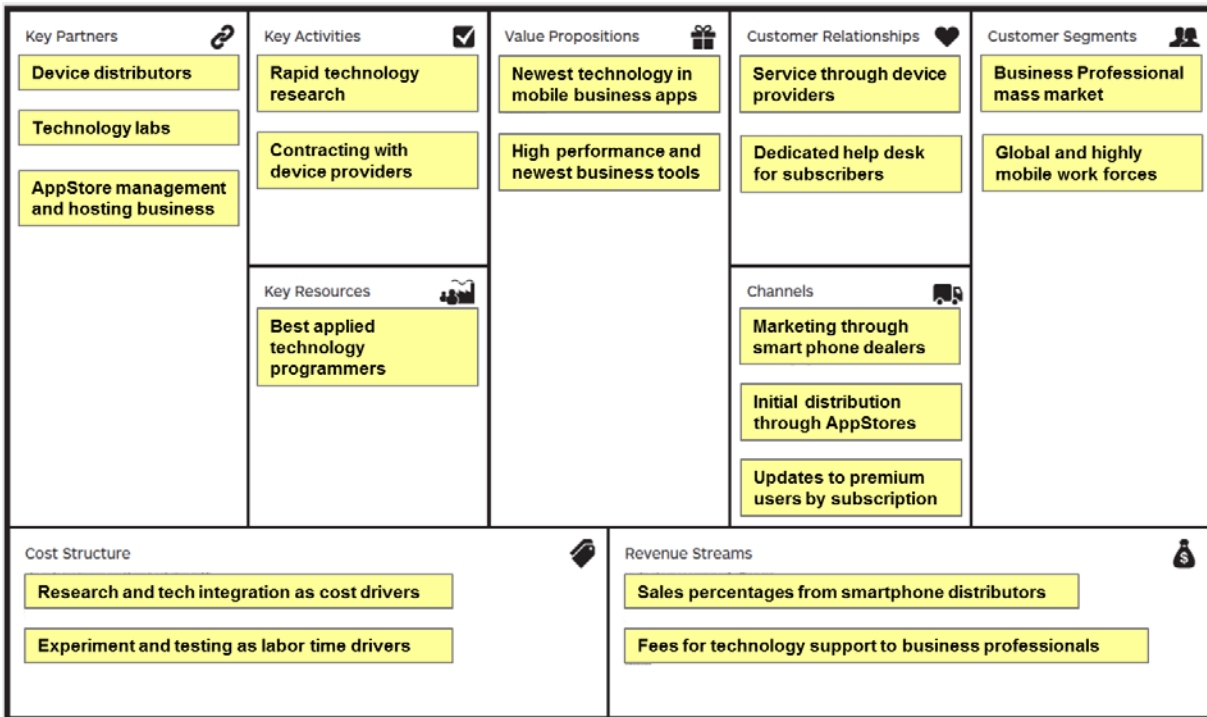 Key Partners
Device distributors
Technology labs
AppStore management
and hosting business
Key Activities
Rapid technology
research
Contracting with
device providers
Key Resources
Best applied
technology
programmers
Value Propositions
Newest technology in
mobile business apps
High performance and
newest business tools
Customer Relationships
Service through device
providers
Dedicated help desk
for subscribers
Channels
Marketing through
smart phone dealers
Initial distribution
through AppStores
Updates to premium
users by subscription
Customer Segments
Business Professional
mass market
Global and highly
mobile work forces
Cost Structure
Research and tech integration as cost drivers
Experiment and testing as labor time drivers
Revenue Streams
$
Sales percentages from smartphone distributors
Fees for technology support to business professionals